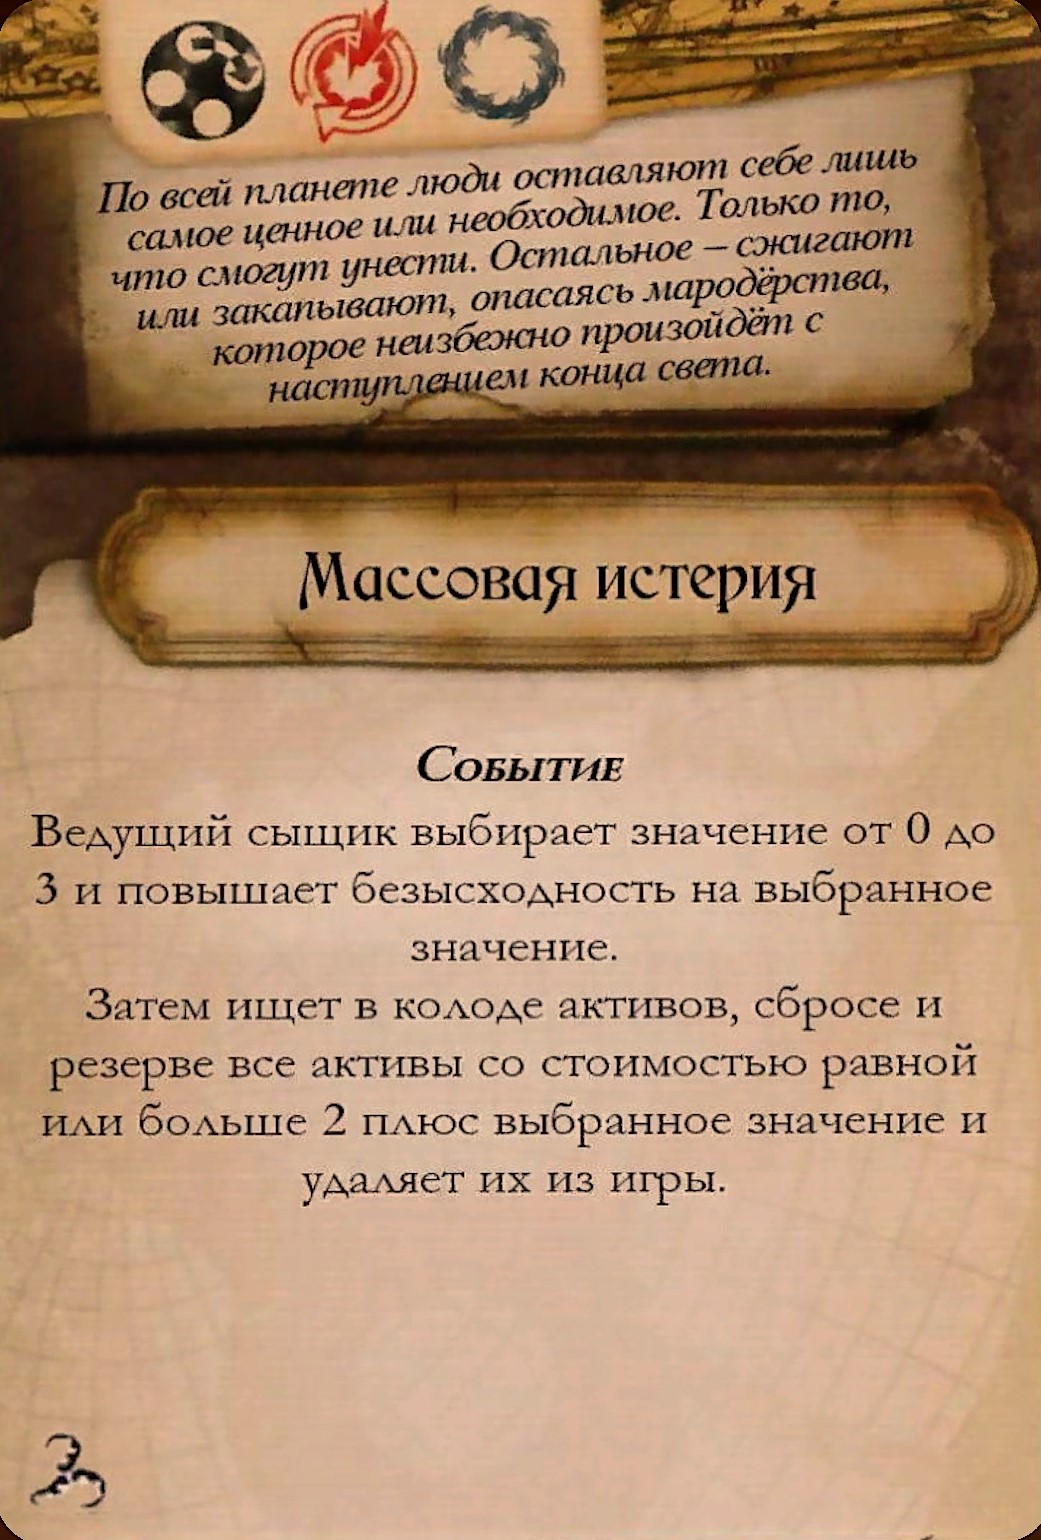 По всей планете люди оставляют себе лишь
самое ценное или необходимое. Только то,
что смогут унести. Остальное – сжигают
или закапывают, опасаясь мародёрства,
которое неизбежно произойдёт с
наступлением конца света.
Массовая истерия
Событие
Ведущий сыщик выбирает значение от 0 до
3 и повышает безысходность на выбранное
значение.
Затем ищет в колоде активов, сбросе и
резерве все активы со стоимостью равной
или больше 2 плюс выбранное значение и
удаляет их из игры.